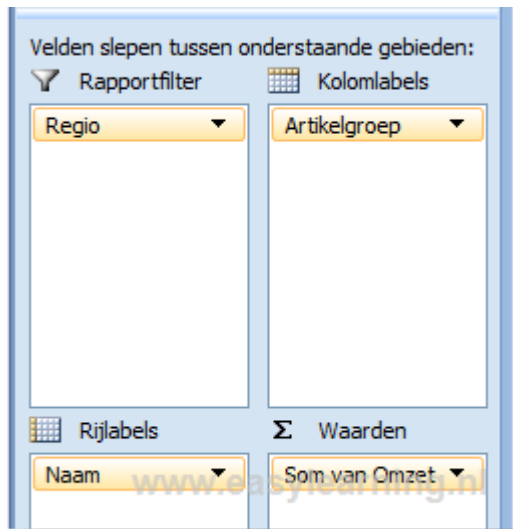 Velden slepen tussen onderstaande gebieden:
Rapportfilter
Kolomlabels
Regio
Artikelgroep
Rijlabels
Σ Waarden
Naam
Som van Omzet
www.easylearning.nl